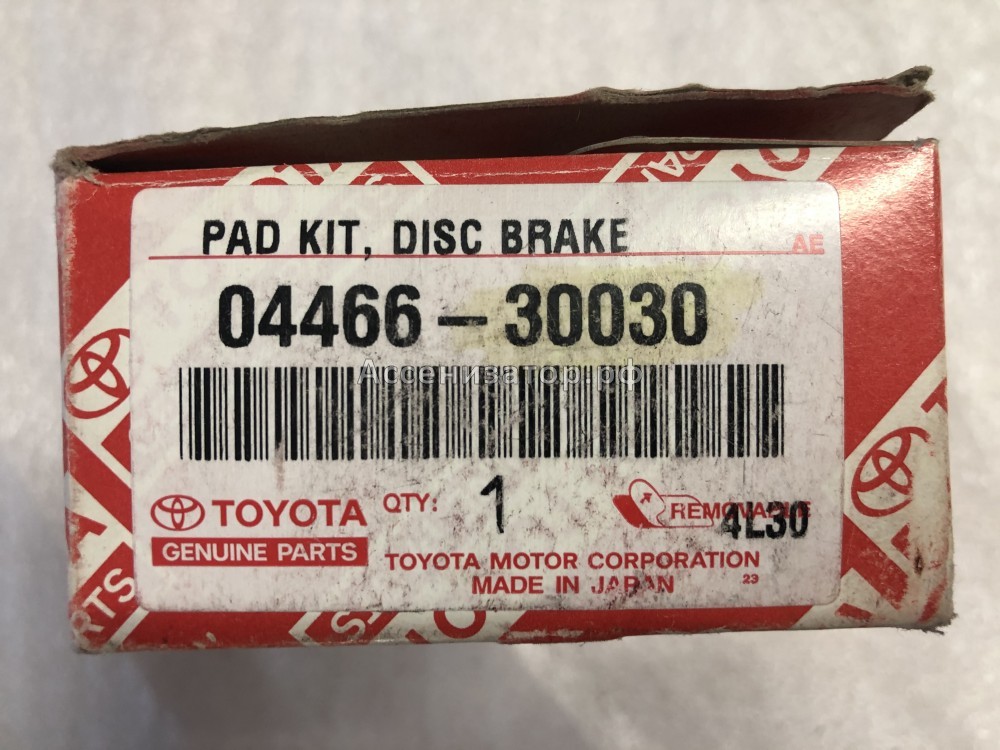 PAD KIT, DISC BRAKE
AE
04466-30030
Ассенизатор.рф
TOYOTA QTY: 1
REMOVABLE 4L30
GENUINE PARTS
TOYOTA MOTOR CORPORATION
MADE IN JAPAN 23
RTS